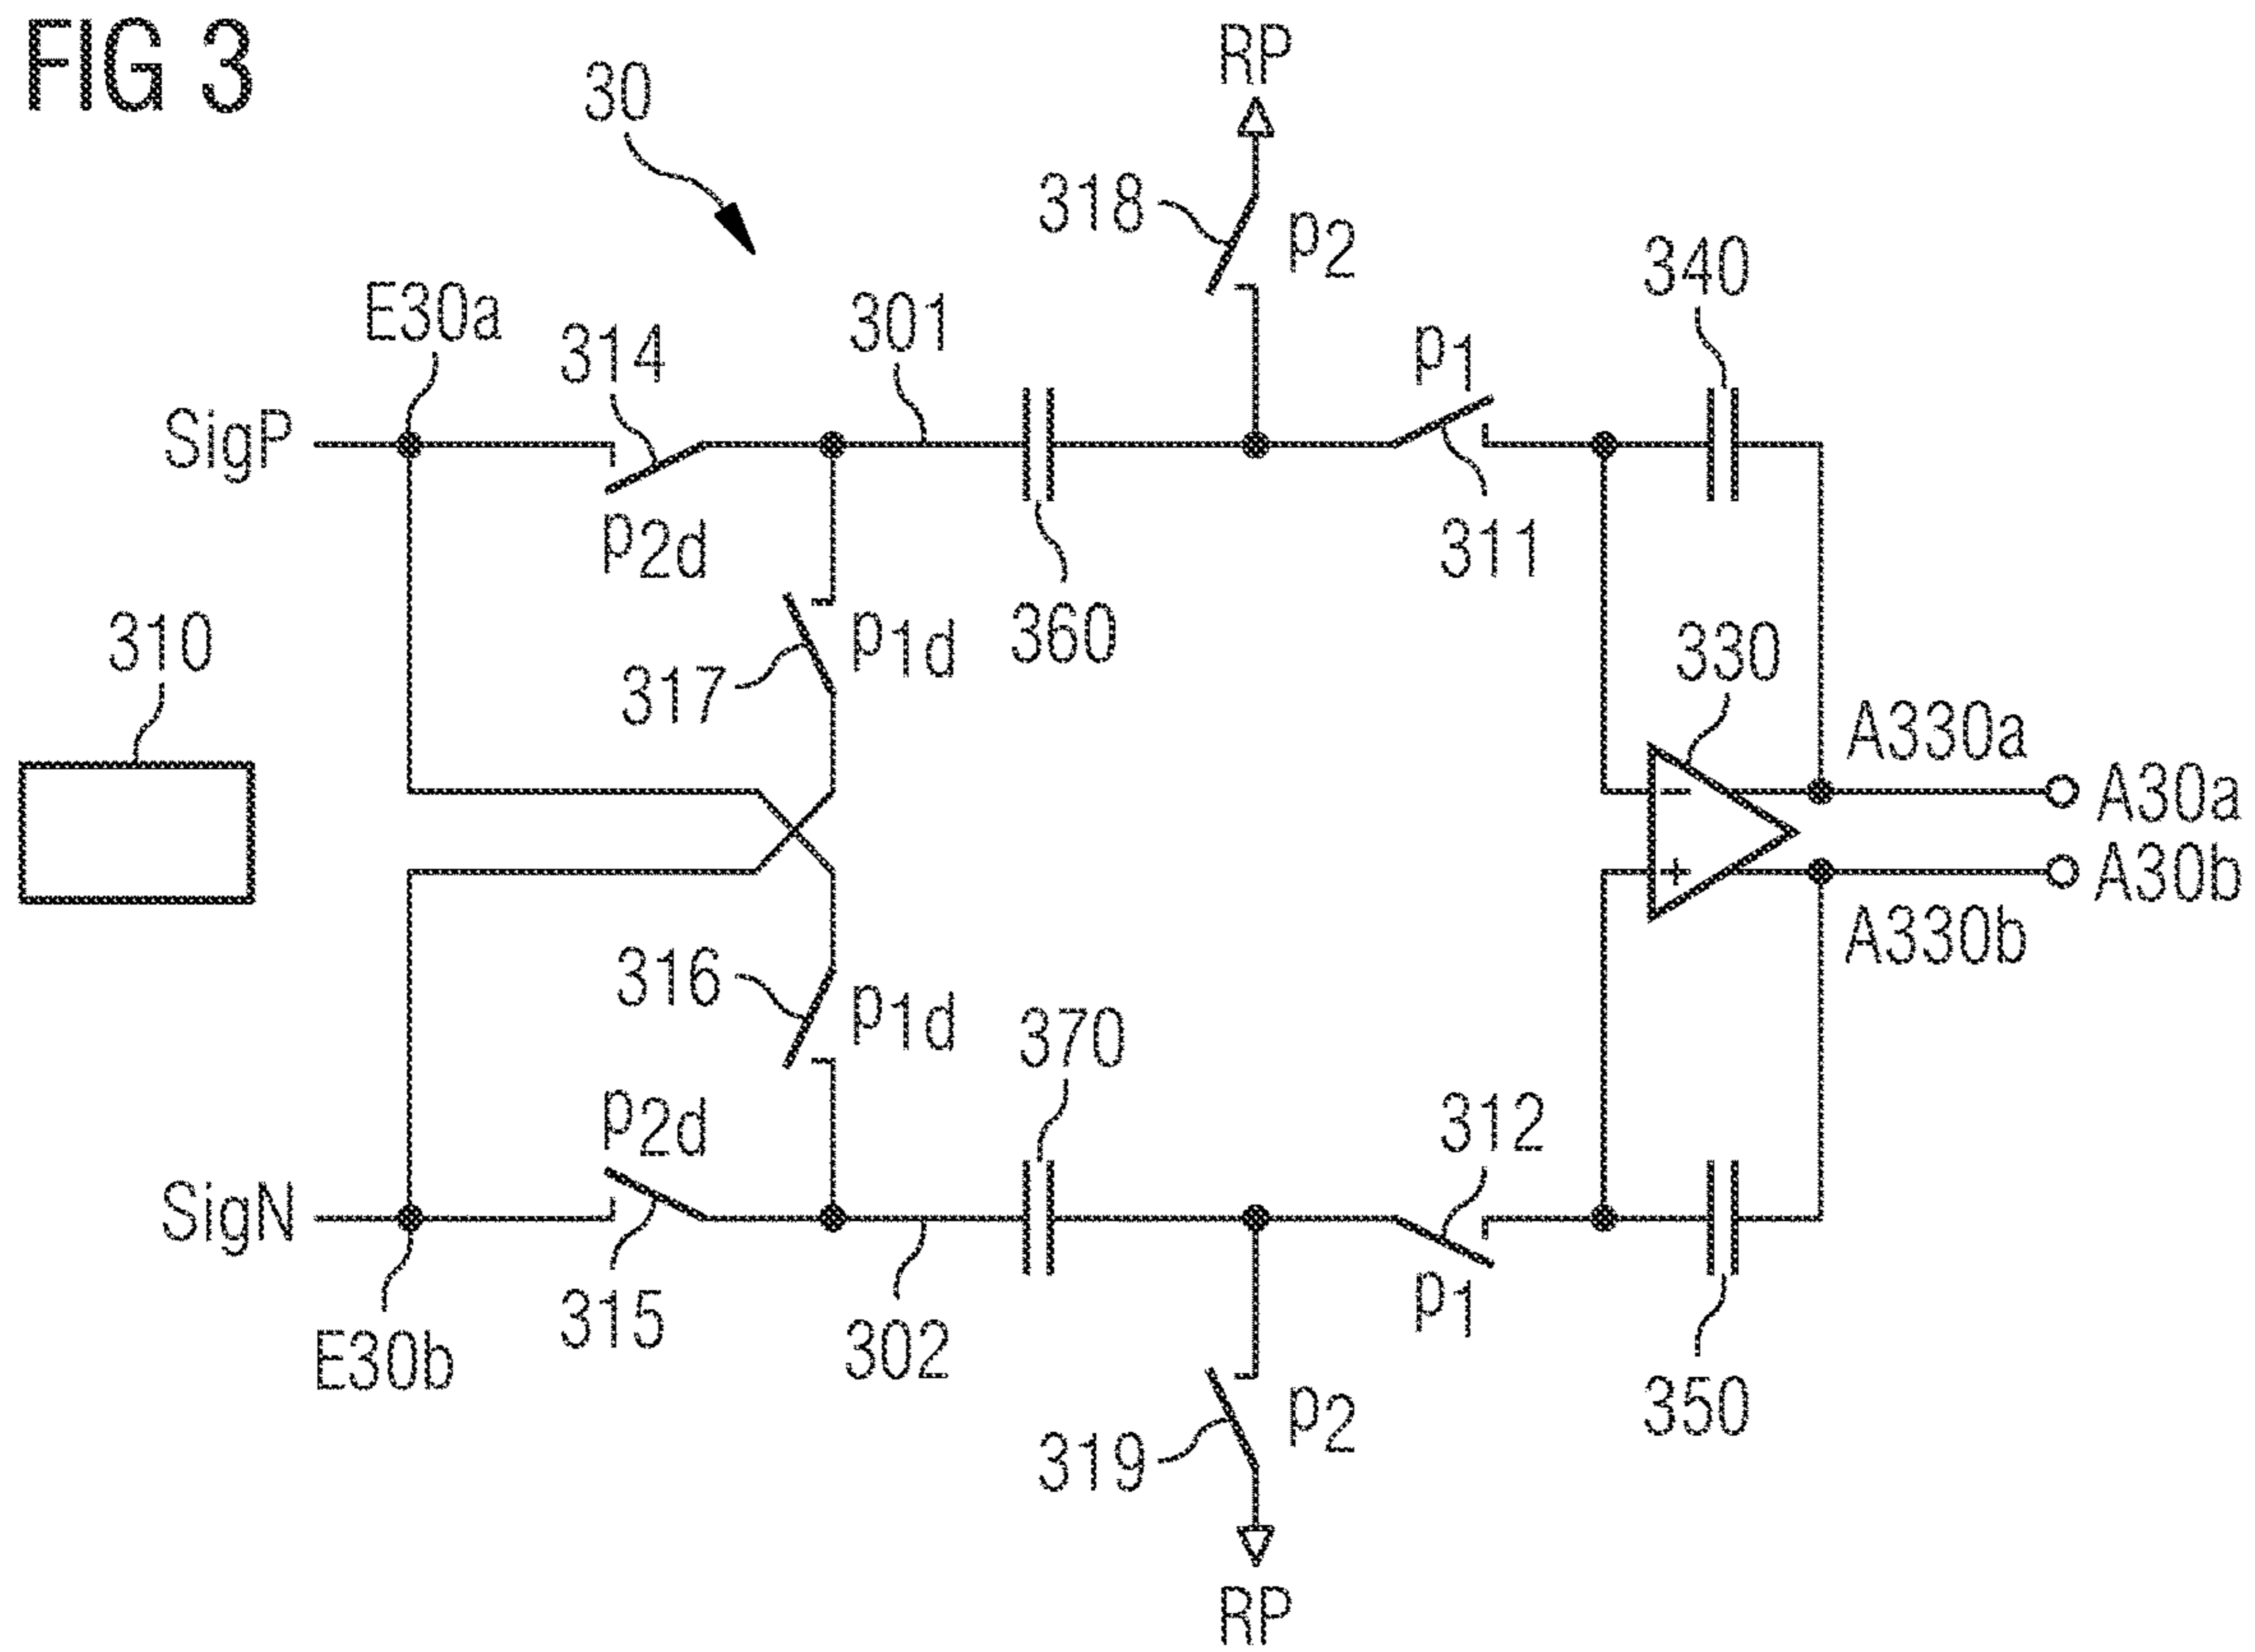 FIG 3
30
RP
318
p2
340
E30a
314
301
p1
SigP
p2d
311
310
317
p1d
360
330
A330a
A30a
A30b
A330b
316
p1d
370
p2d
312
SigN
315
302
p1
E30b
350
319
p2
RP